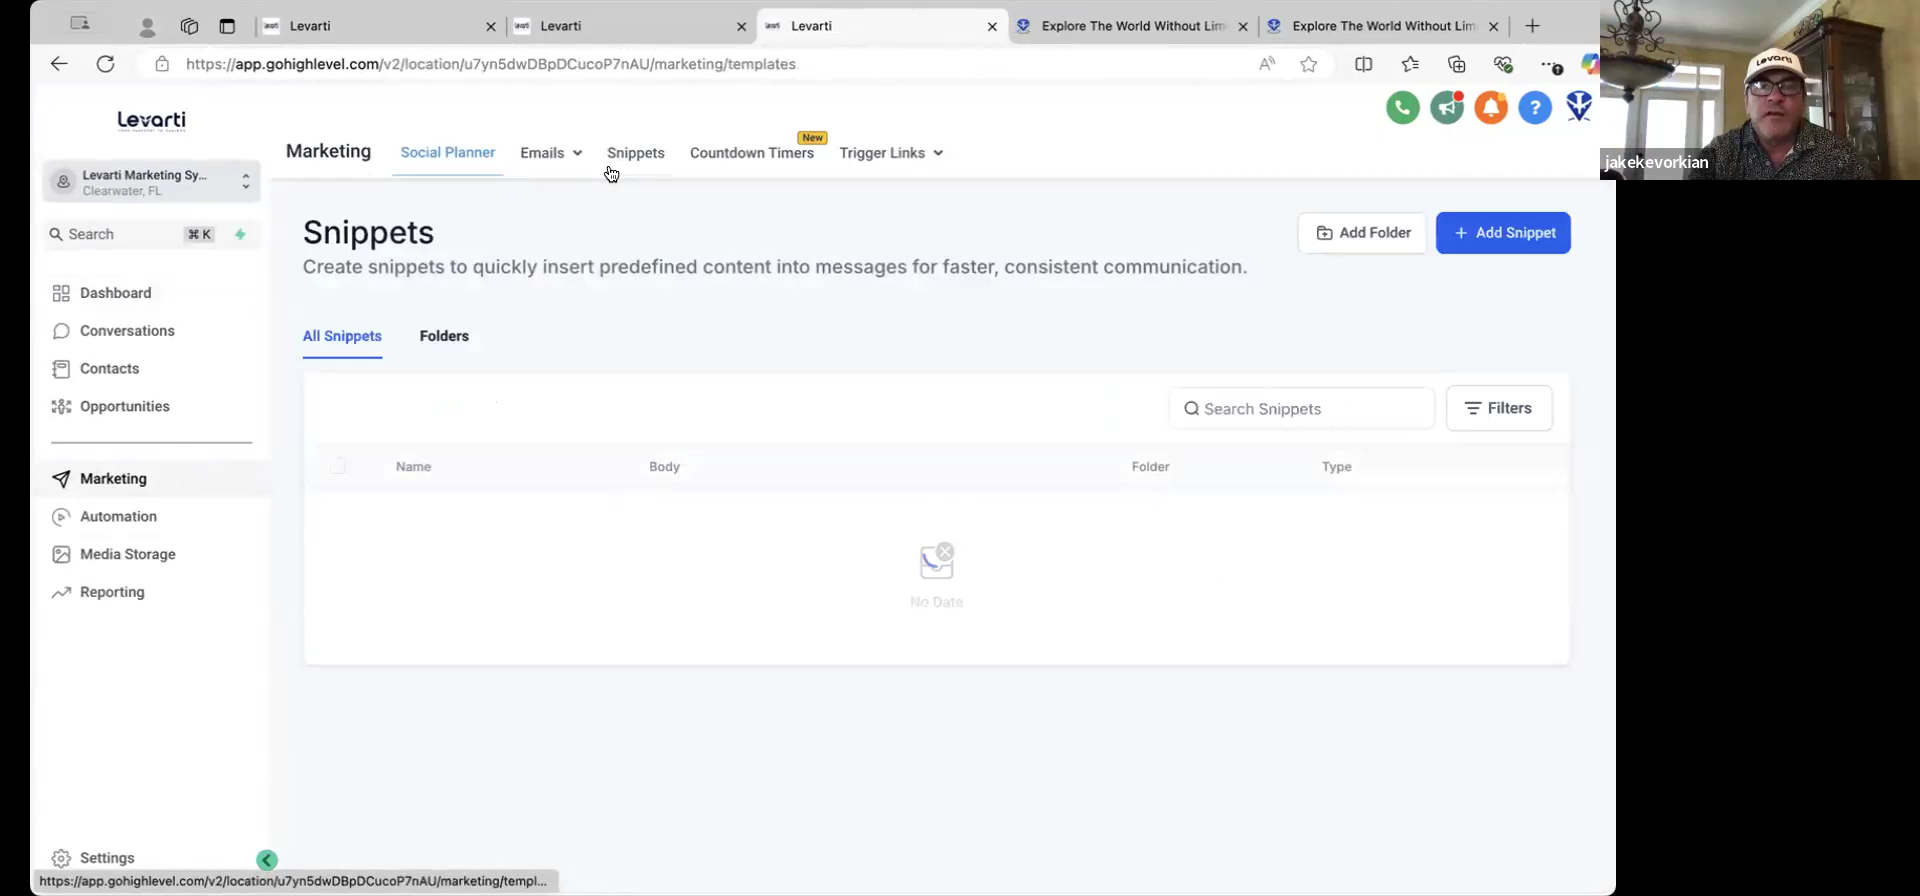 Levarti
Levarti
Levarti
Explore The World Without Lim
Explore The World Without Lim
https://app.gohighlevel.com/v2/location/u7yn5dwDBpDCucoP7nAU/marketing/templates
Levarti
Levarti Marketing Sy...
Clearwater, FL
Search
⌘ K
Dashboard
Conversations
Contacts
Opportunities
Marketing
Automation
Media Storage
Reporting
Settings
Marketing
Social Planner
Emails
Snippets
Countdown Timers
New
Trigger Links
Snippets
Create snippets to quickly insert predefined content into messages for faster, consistent communication.
Add Folder
+ Add Snippet
All Snippets
Folders
Search Snippets
Filters
Name
Body
Folder
Type
No Data
https://app.gohighlevel.com/v2/location/u7yn5dwDBpDCucoP7nAU/marketing/templ...
Levarti
jakekevorkian